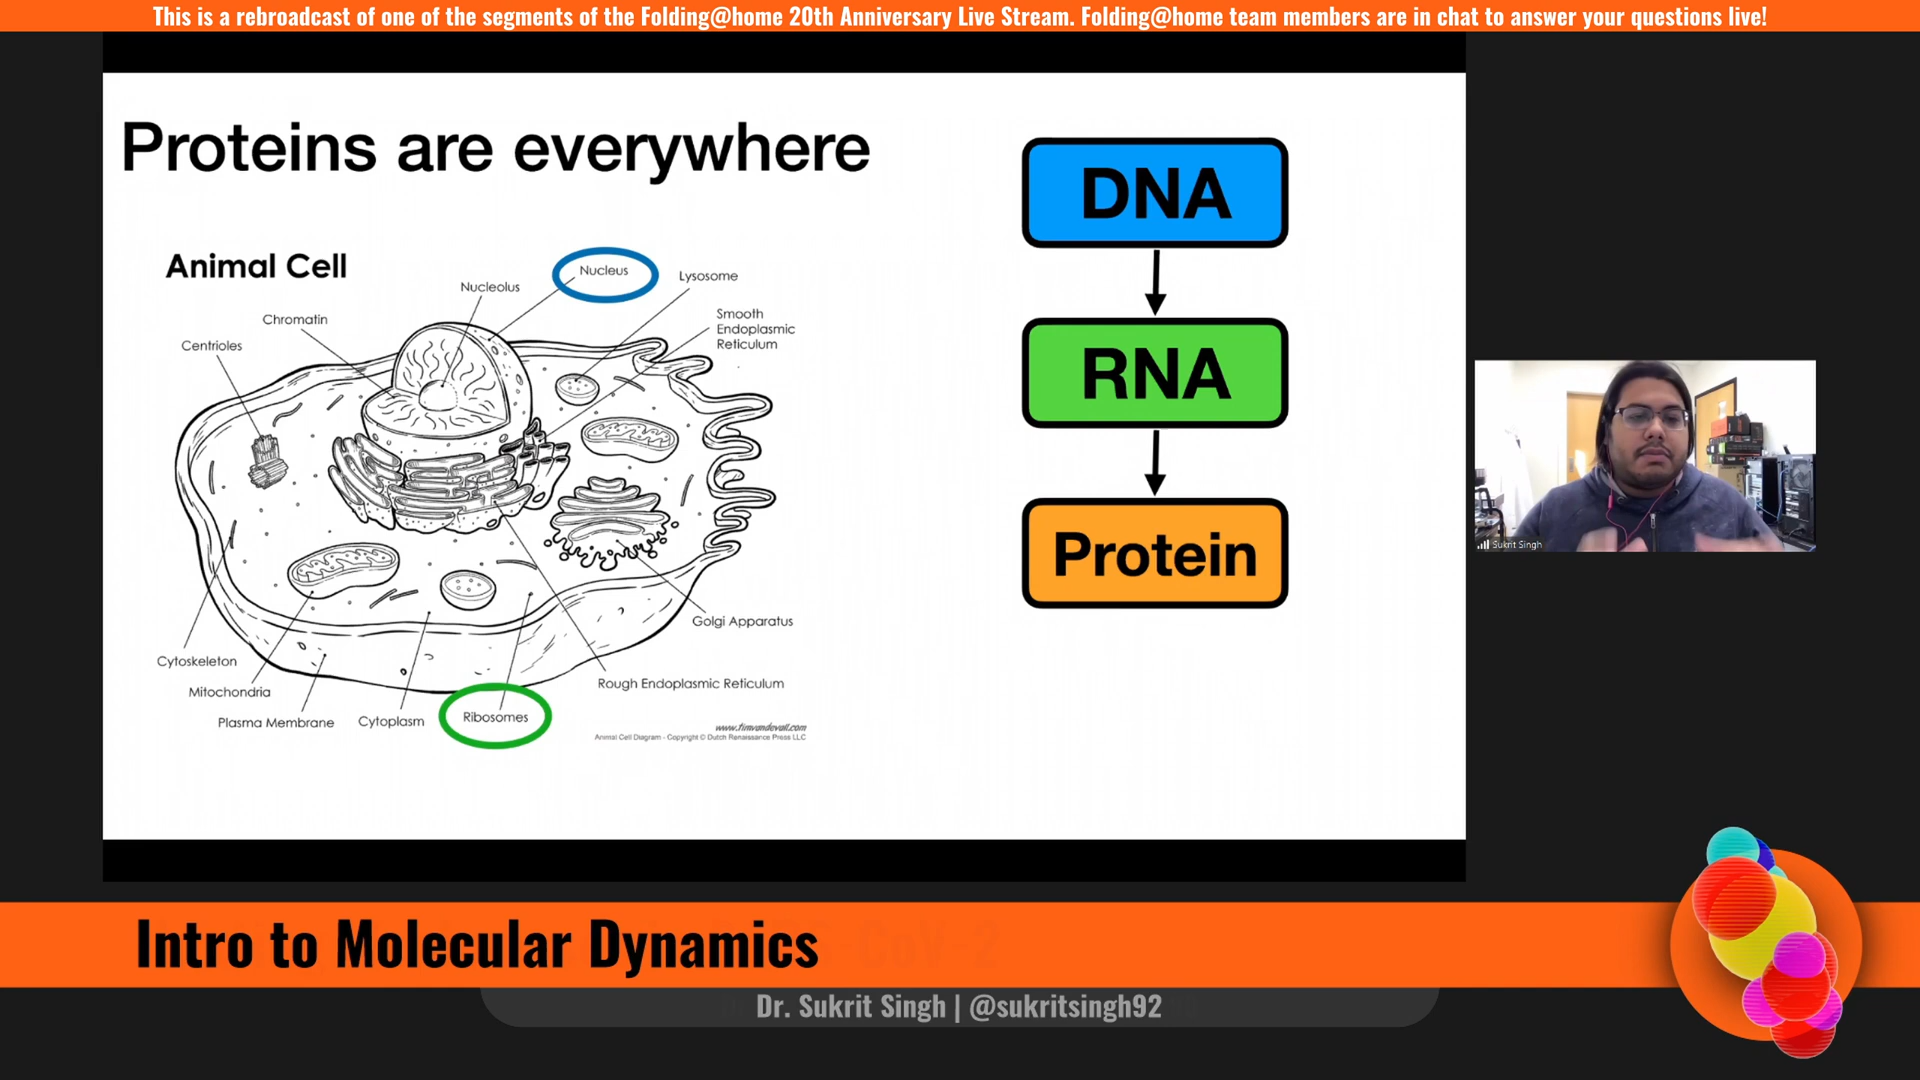 This is a rebroadcast of one of the segments of the Folding@home 20th Anniversary Live Stream. Folding@home team members are in chat to answer your questions live!
Proteins are everywhere
Animal Cell
Nucleus
Nucleolus
Lysosome
Chromatin
Smooth
Endoplasmic
Reticulum
Centrioles
Golgi Apparatus
Cytoskeleton
Mitochondria
Rough Endoplasmic Reticulum
Plasma Membrane
Cytoplasm
Ribosomes
www.timvandevall.com
Animal Cell Diagram - Copyright © Dutch Renaissance Press LLC
DNA
RNA
Protein
Sukrit Singh
Intro to Molecular Dynamics
CoV-2
Dr. Sukrit Singh | @sukritsingh92